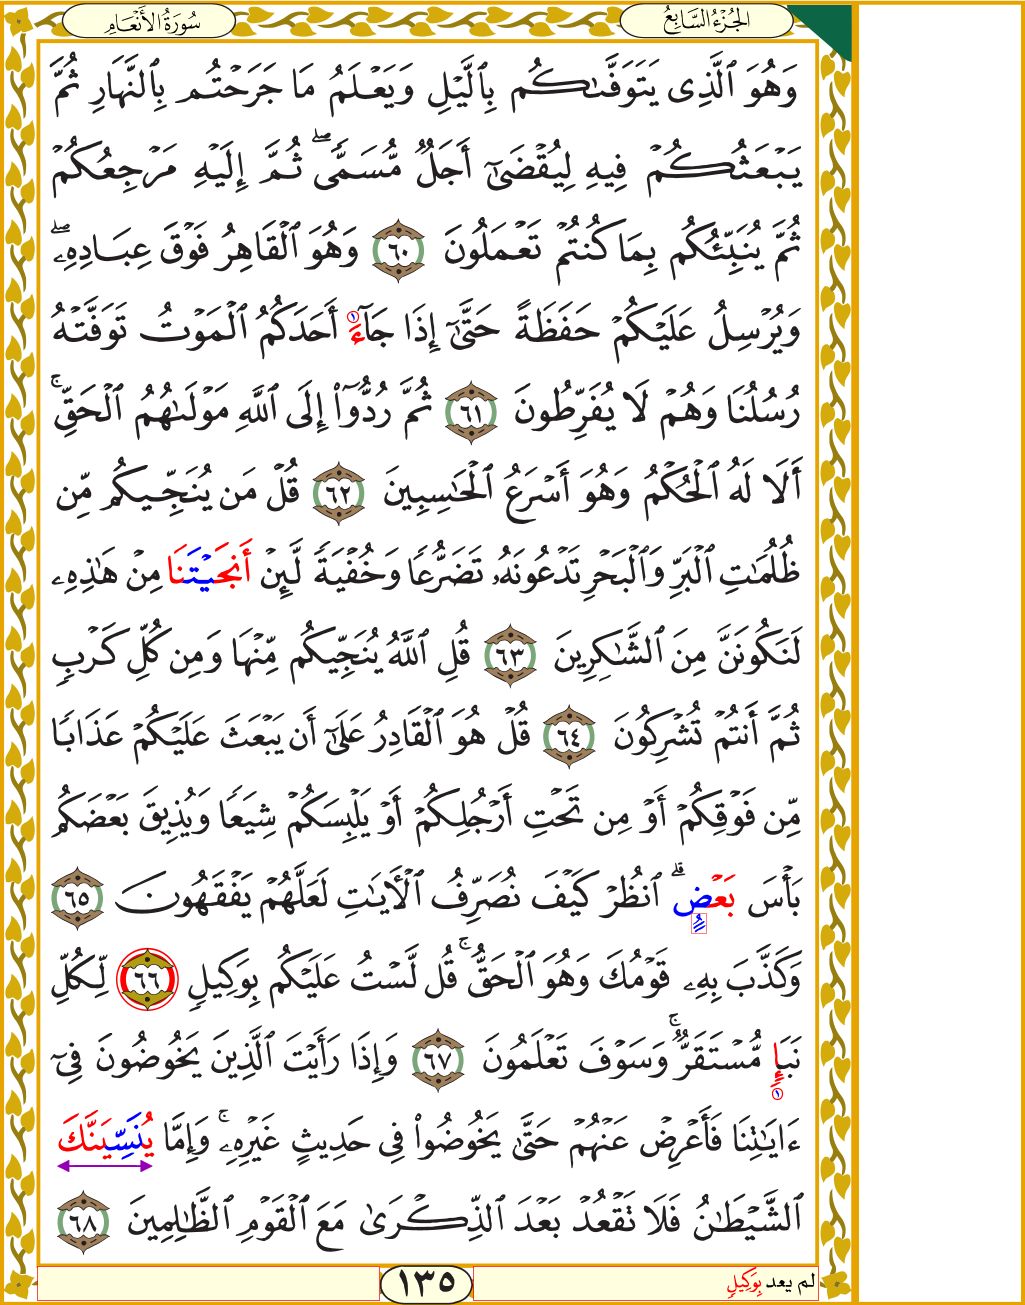 الجُزْءُ السَّابِعُ
سُورَةُ الأَنْعَامِ
وَهُوَ ٱلَّذِى يَتَوَفَّىٰكُم بِٱلَّيْلِ وَيَعْلَمُ مَا جَرَحْتُم بِٱلنَّهَارِ ثُمَّ
يَبْعَثُكُمْ فِيهِ لِيُقْضَىٰٓ أَجَلٌ مُّسَمًّى ۖ ثُمَّ إِلَيْهِ مَرْجِعُكُمْ
ثُمَّ يُنَبِّئُكُم بِمَا كُنتُمْ تَعْمَلُونَ ٦٠ وَهُوَ ٱلْقَاهِرُ فَوْقَ عِبَادِهِۦ ۖ
وَيُرْسِلُ عَلَيْكُمْ حَفَظَةً حَتَّىٰٓ إِذَا جَآءَ ١ أَحَدَكُمُ ٱلْمَوْتُ تَوَفَّتْهُ
رُسُلُنَا وَهُمْ لَا يُفَرِّطُونَ ٦١ ثُمَّ رُدُّوٓا۟ إِلَى ٱللَّهِ مَوْلَىٰهُمُ ٱلْحَقِّ ۚ
أَلَا لَهُ ٱلْحُكْمُ وَهُوَ أَسْرَعُ ٱلْحَـٰسِبِينَ ٦٢ قُلْ مَن يُنَجِّيكُم مِّن
ظُلُمَـٰتِ ٱلْبَرِّ وَٱلْبَحْرِ تَدْعُونَهُۥ تَضَرُّعًا وَخُفْيَةً لَّئِنْ أَنجَيْتَنَا مِنْ هَـٰذِهِۦ
لَنَكُونَنَّ مِنَ ٱلشَّـٰكِرِينَ ٦٣ قُلِ ٱللَّهُ يُنَجِّيكُم مِّنْهَا وَمِن كُلِّ كَرْبٍ
ثُمَّ أَنتُمْ تُشْرِكُونَ ٦٤ قُلْ هُوَ ٱلْقَادِرُ عَلَىٰٓ أَن يَبْعَثَ عَلَيْكُمْ عَذَابًا
مِّن فَوْقِكُمْ أَوْ مِن تَحْتِ أَرْجُلِكُمْ أَوْ يَلْبِسَكُمْ شِيَعًا وَيُذِيقَ بَعْضَكُم
بَأْسَ بَعْضٍ ۗ ٱنظُرْ كَيْفَ نُصَرِّفُ ٱلْـَٔايَـٰتِ لَعَلَّهُمْ يَفْقَهُونَ ٦٥
وَكَذَّبَ بِهِۦ قَوْمُكَ وَهُوَ ٱلْحَقُّ ۚ قُل لَّسْتُ عَلَيْكُم بِوَكِيلٍ ٦٦ لِّكُلِّ
نَبَإٍ ١ مُّسْتَقَرٌّ ۚ وَسَوْفَ تَعْلَمُونَ ٦٧ وَإِذَا رَأَيْتَ ٱلَّذِينَ يَخُوضُونَ فِىٓ
ءَايَـٰتِنَا فَأَعْرِضْ عَنْهُمْ حَتَّىٰ يَخُوضُوا۟ فِى حَدِيثٍ غَيْرِهِۦ ۚ وَإِمَّا يُنَسِّيَنَّكَ
ٱلشَّيْطَـٰنُ فَلَا تَقْعُدْ بَعْدَ ٱلذِّكْرَىٰ مَعَ ٱلْقَوْمِ ٱلظَّـٰلِمِينَ ٦٨
لم يعد بِوَكِيلٍ
١٣٥